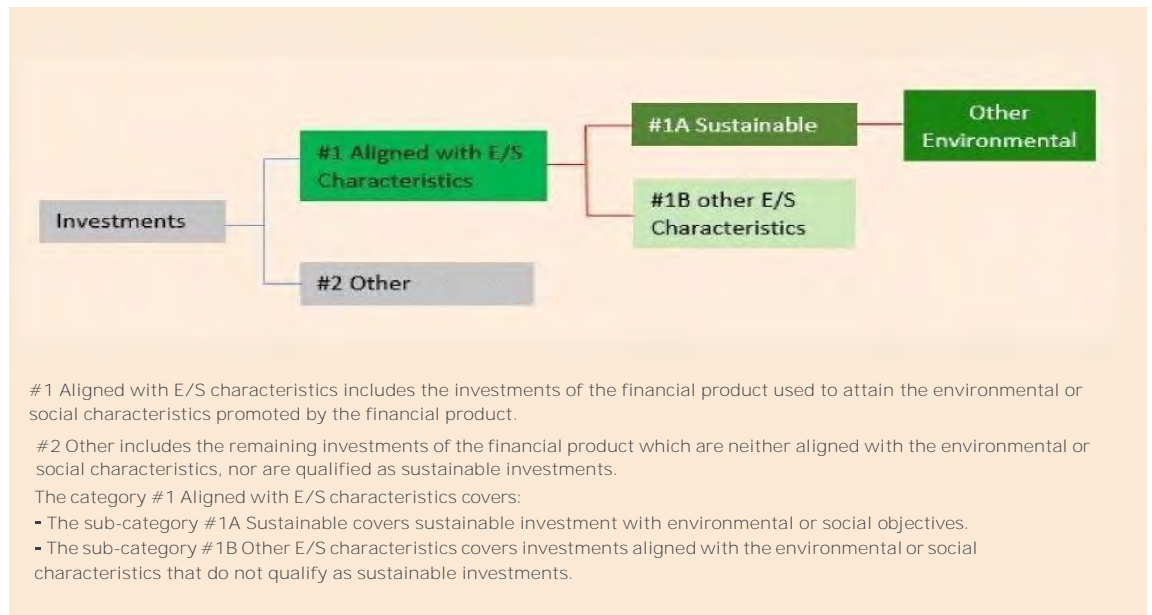 Other
Environmental
#1A Sustainable
#1 Aligned with E/S
Characteristics
#1B other E/S
Characteristics
Investments
#2 Other
#1 Aligned with E/S characteristics includes the investments of the financial product used to attain the environmental or
social characteristics promoted by the financial product.
#2 Other includes the remaining investments of the financial product which are neither aligned with the environmental or
social characteristics, nor are qualified as sustainable investments.
The category #1 Aligned with E/S characteristics covers:
- The sub-category #1A Sustainable covers sustainable investment with environmental or social objectives.
- The sub-category #1B Other E/S characteristics covers investments aligned with the environmental or social
characteristics that do not qualify as sustainable investments.